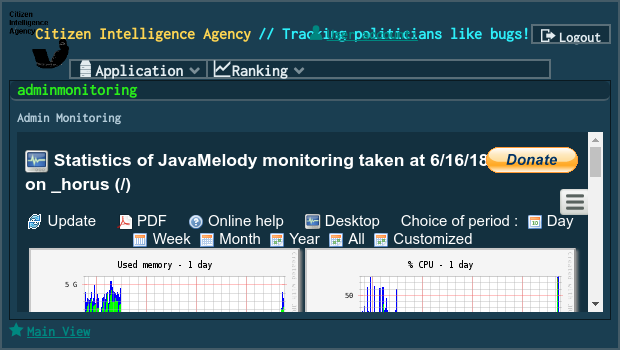 Citizen
Intelligence
Agency
Citizen Intelligence Agency // Tracking politicians like bugs!
Logout
Application Ranking
adminmonitoring
Admin Monitoring
Statistics of JavaMelody monitoring taken at 6/16/18
Donate
on _horus (/)
Update PDF Online help Desktop Choice of period : Day
Week Month Year All Customized
Used memory - 1 day
% CPU - 1 day
5 G
50
Main View